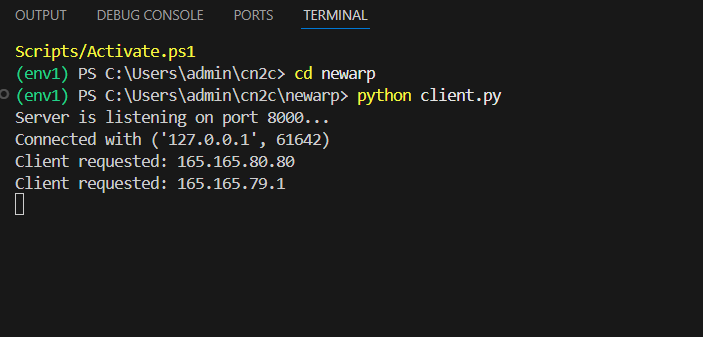 OUTPUT DEBUG CONSOLE PORTS TERMINAL
Scripts/Activate.ps1
(env1) PS C:\Users\admin\cn2c> cd newarp
(env1) PS C:\Users\admin\cn2c\newarp> python client.py
Server is listening on port 8000...
Connected with ('127.0.0.1', 61642)
Client requested: 165.165.80.80
Client requested: 165.165.79.1